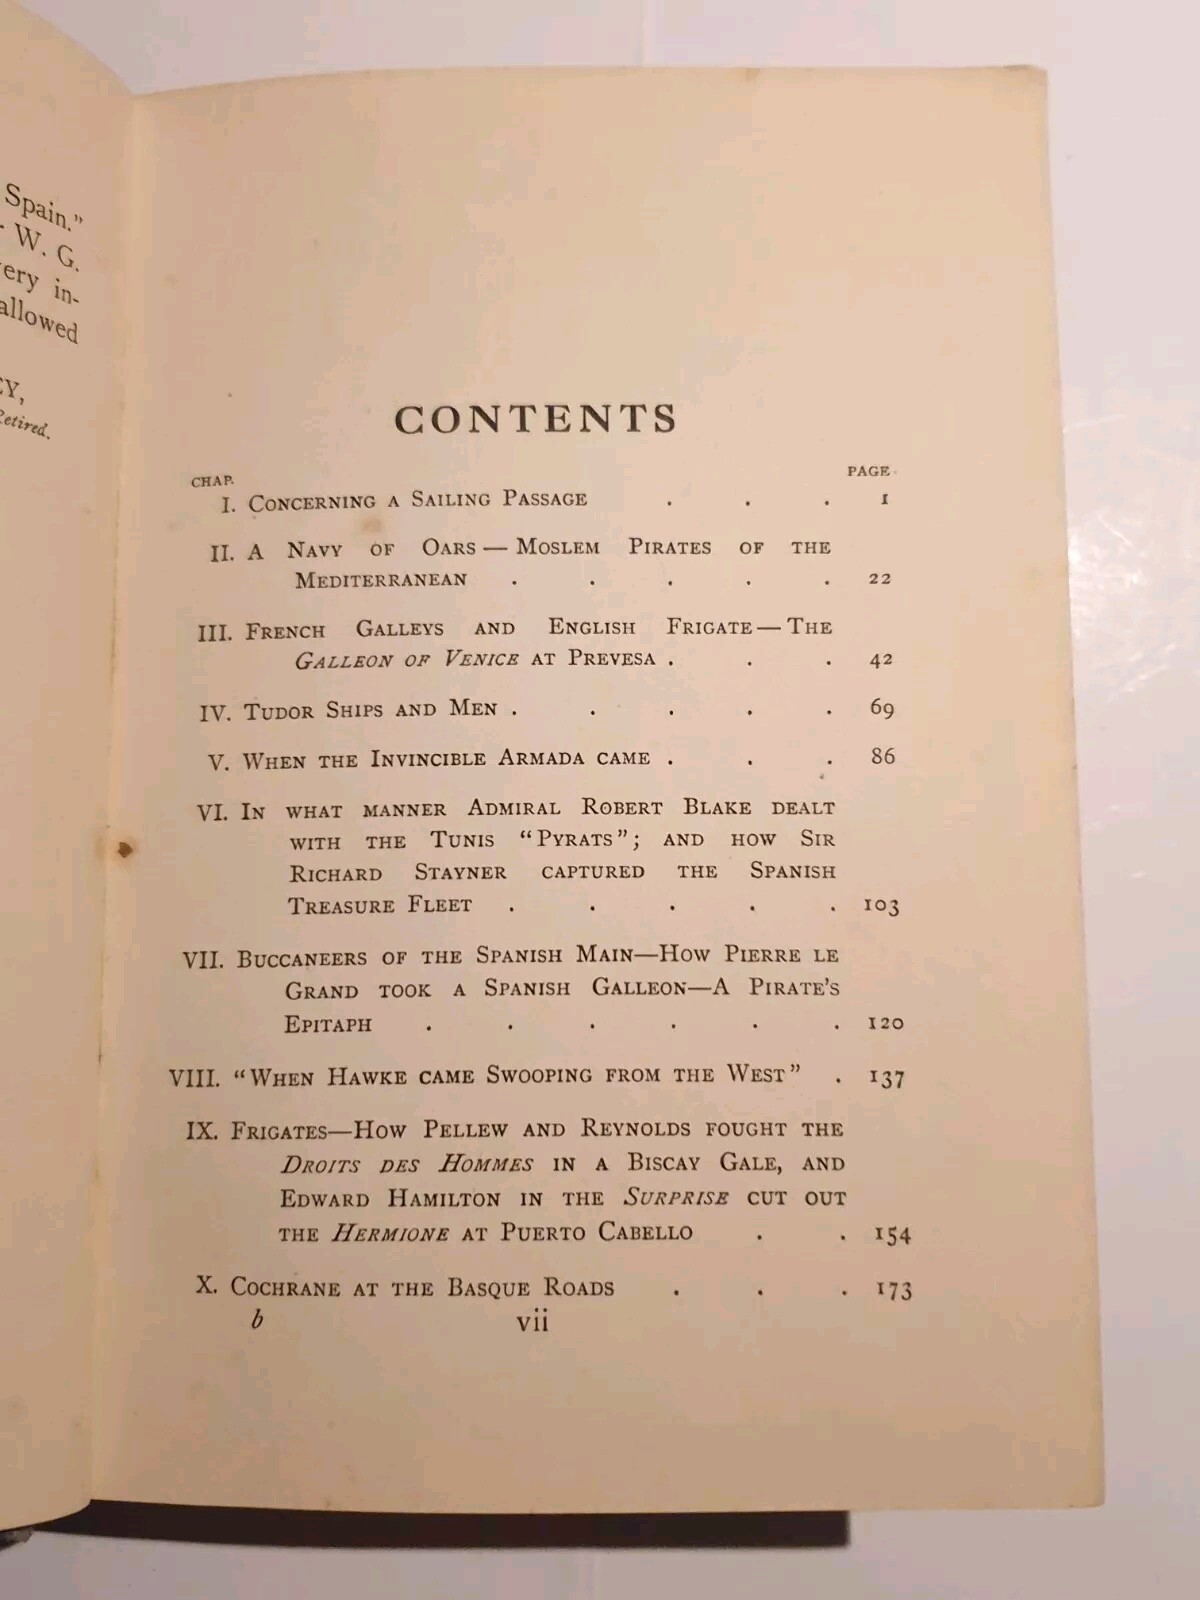 Spain."
W. G.
very in-
allowed
EY,
Retired.
CONTENTS
CHAP. PAGE
I. CONCERNING A SAILING PASSAGE . . . 1
II. A NAVY OF OARS — MOSLEM PIRATES OF THE
MEDITERRANEAN . . . . . 22
III. FRENCH GALLEYS AND ENGLISH FRIGATE — THE
GALLEON OF VENICE AT PREVESA . . . 42
IV. TUDOR SHIPS AND MEN . . . . . 69
V. WHEN THE INVINCIBLE ARMADA CAME . . . 86
VI. IN WHAT MANNER ADMIRAL ROBERT BLAKE DEALT
WITH THE TUNIS "PYRATS"; AND HOW SIR
RICHARD STAYNER CAPTURED THE SPANISH
TREASURE FLEET . . . . . 103
VII. BUCCANEERS OF THE SPANISH MAIN—HOW PIERRE LE
GRAND TOOK A SPANISH GALLEON—A PIRATE'S
EPITAPH . . . . . . 120
VIII. "WHEN HAWKE CAME SWOOPING FROM THE WEST" . 137
IX. FRIGATES—HOW PELLEW AND REYNOLDS FOUGHT THE
DROITS DES HOMMES IN A BISCAY GALE, AND
EDWARD HAMILTON IN THE SURPRISE CUT OUT
THE HERMIONE AT PUERTO CABELLO . . 154
X. COCHRANE AT THE BASQUE ROADS . . . 173
b vii